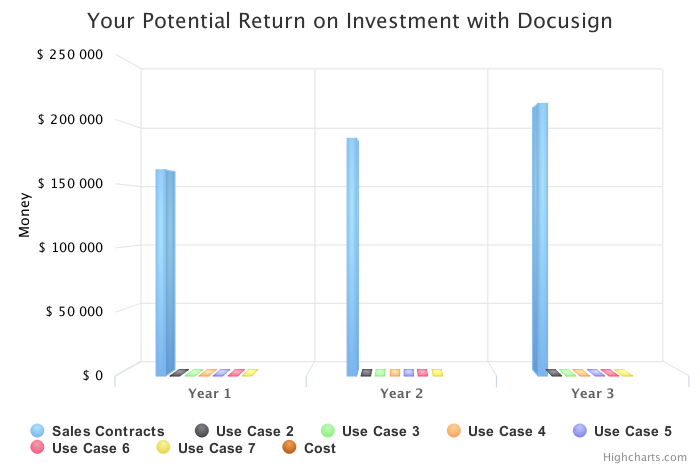 Your Potential Return on Investment with Docusign
$ 250 000
$ 200 000
$ 150 000
$ 100 000
$ 50 000
$ 0
Money
Year 1 Year 2 Year 3
Sales Contracts Use Case 2 Use Case 3 Use Case 4 Use Case 5
Use Case 6 Use Case 7 Cost
Highcharts.com